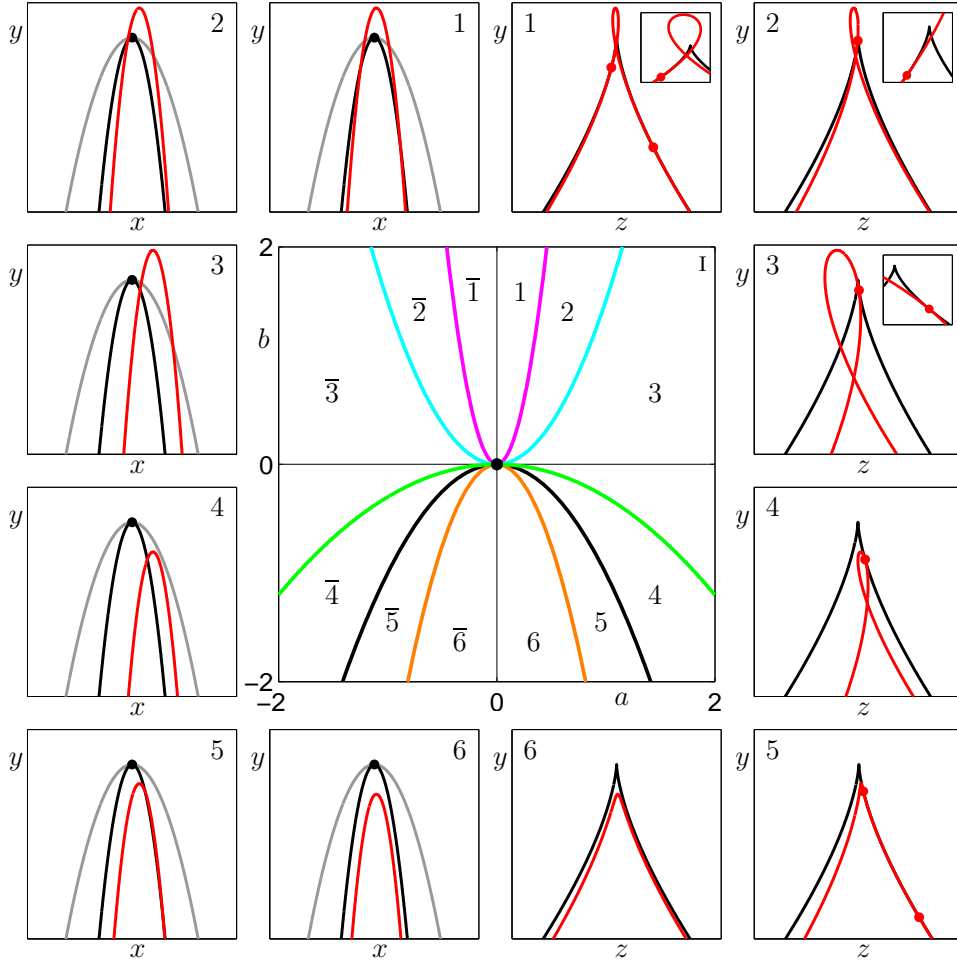 y 2 x
y 1 x
y 1 z
y 2 z
y 3 x
2 b 0 −2
−2 0 a 2
I
2̅ 1̅ 1 2
3̅ 3
4̅ 5̅ 6̅ 6 5 4
y 3 z
y 4 x
y 4 z
y 5 x
y 6 x
y 6 z
y 5 z